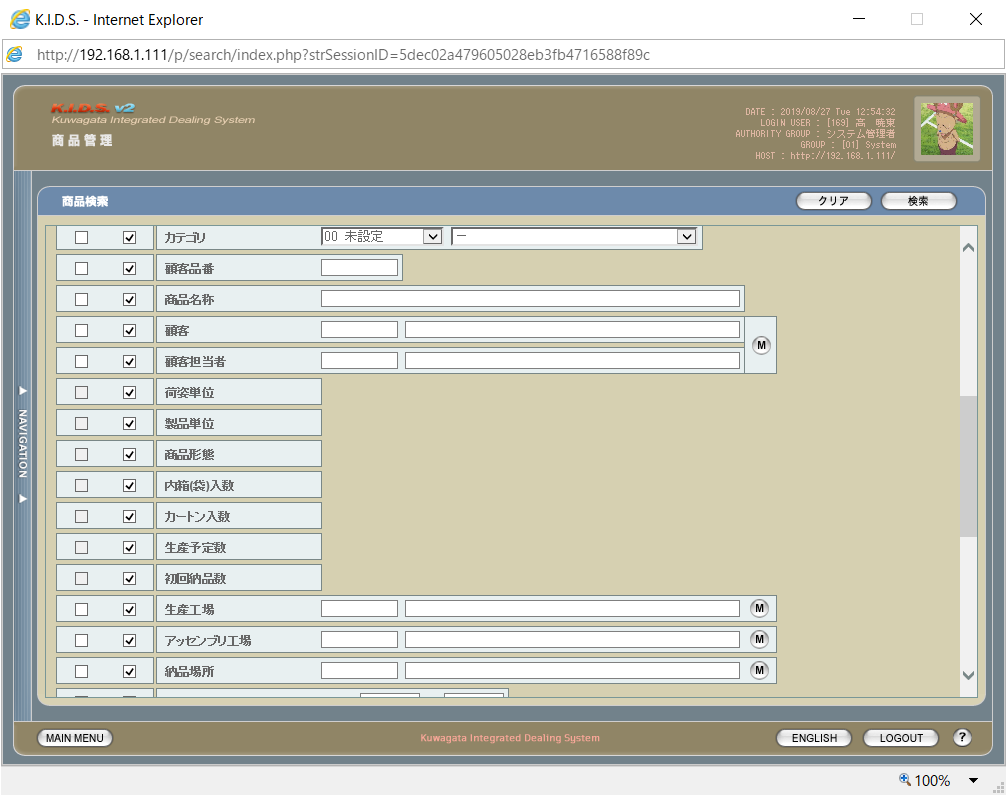 K.I.D.S. - Internet Explorer
http://192.168.1.111/p/search/index.php?strSessionID=5dec02a479605028eb3fb4716588f89c
K.I.D.S. v2
Kuwagata Integrated Dealing System
商品管理
DATE : 2019/08/27 Tue 12:54:32
LOGIN USER : [169] 高 暁東
AUTHORITY GROUP : システム管理者
GROUP : [01] System
HOST : http://192.168.1.111/
商品検索
クリア
検索
カテゴリ 00 未設定 --
顧客品番
商品名称
顧客
M
顧客担当者
荷姿単位
製品単位
商品形態
内箱(袋)入数
カートン入数
生産予定数
初回納品数
生産工場 M
アッセンブリ工場 M
納品場所 M
NAVIGATION
MAIN MENU
Kuwagata Integrated Dealing System
ENGLISH
LOGOUT
?
100%